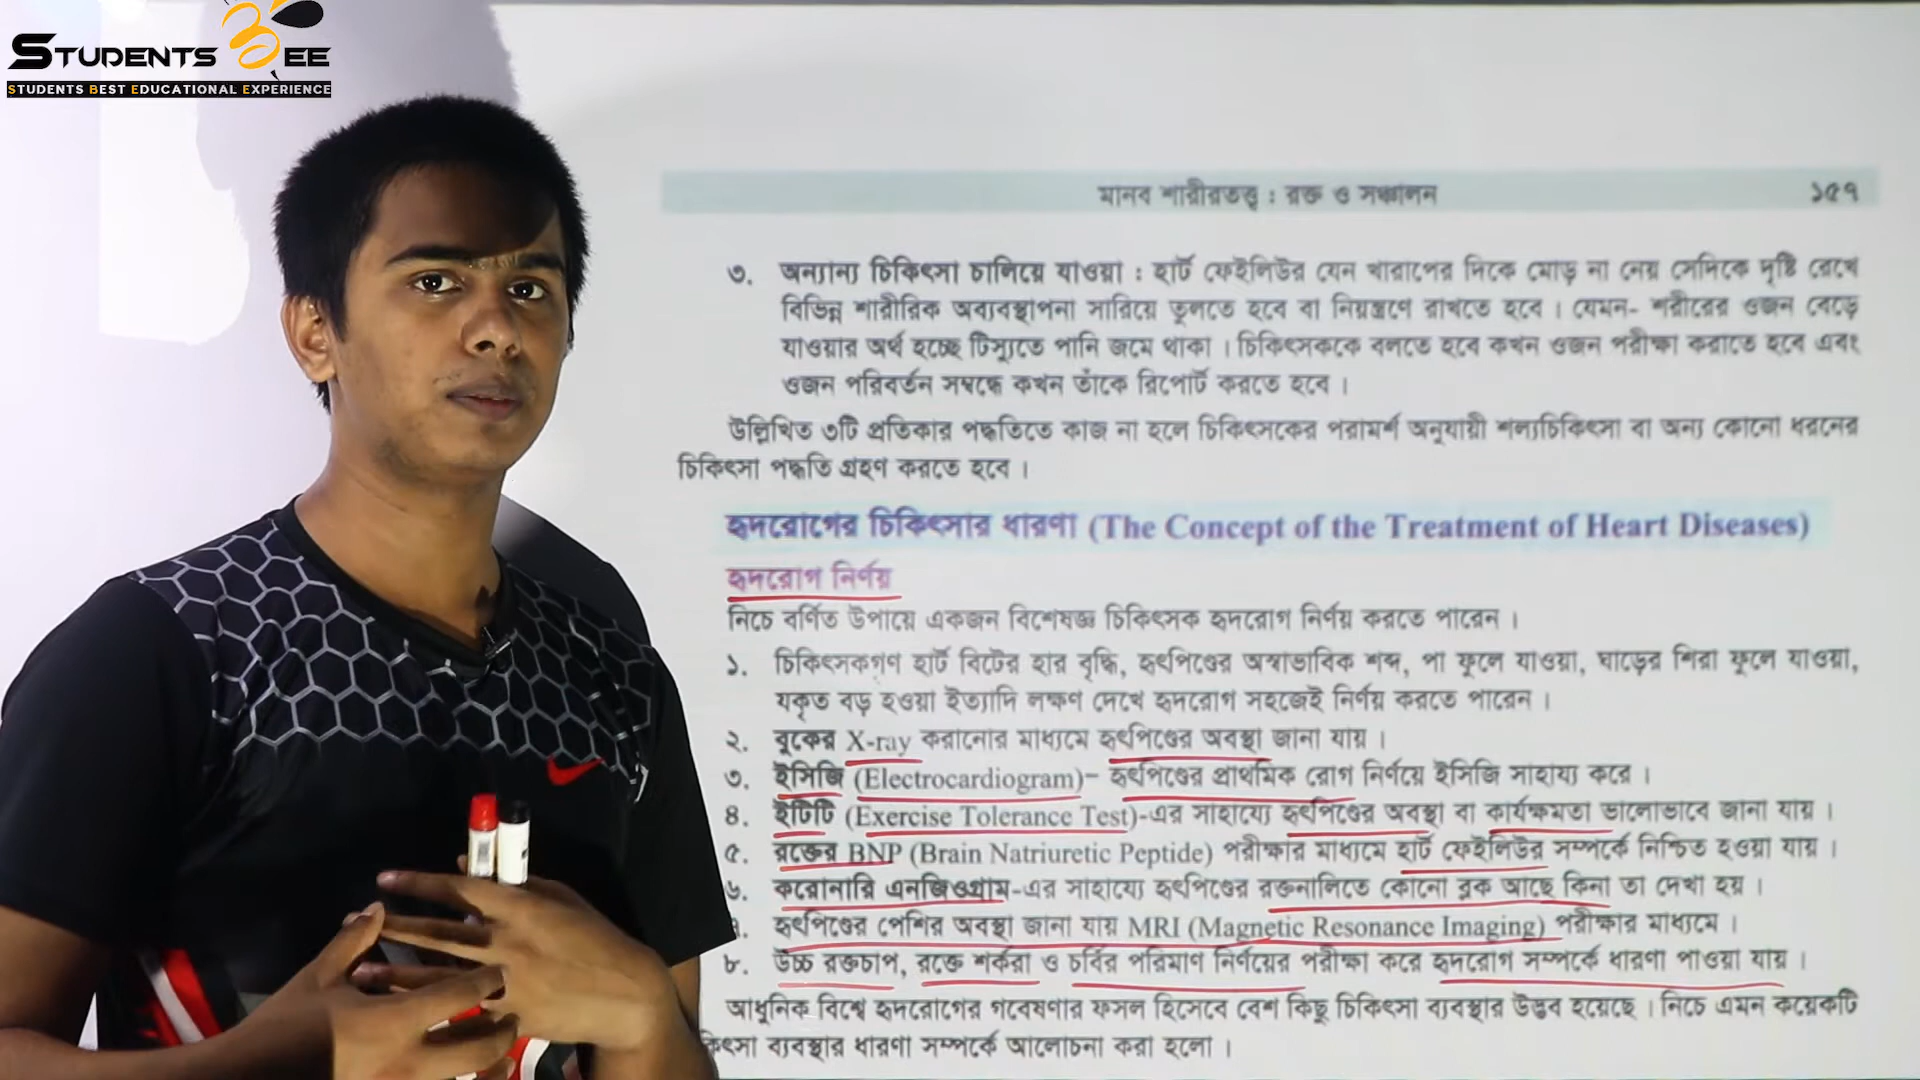 STUDENTS BEE
STUDENTS BEST EDUCATIONAL EXPERIENCE
মানব শারীরতত্ত্ব : রক্ত ও সঞ্চালন ১৫৭
৩. অন্যান্য চিকিৎসা চালিয়ে যাওয়া : হার্ট ফেইলিউর যেন খারাপের দিকে মোড় না নেয় সেদিকে দৃষ্টি রেখে
বিভিন্ন শারীরিক অব্যবস্থাপনা সারিয়ে তুলতে হবে বা নিয়ন্ত্রণে রাখতে হবে । যেমন- শরীরের ওজন বেড়ে
যাওয়ার অর্থ হচ্ছে টিস্যুতে পানি জমে থাকা । চিকিৎসককে বলতে হবে কখন ওজন পরীক্ষা করাতে হবে এবং
ওজন পরিবর্তন সম্বন্ধে কখন তাঁকে রিপোর্ট করতে হবে ।
উল্লিখিত ৩টি প্রতিকার পদ্ধতিতে কাজ না হলে চিকিৎসকের পরামর্শ অনুযায়ী শল্যচিকিৎসা বা অন্য কোনো ধরনের
চিকিৎসা পদ্ধতি গ্রহণ করতে হবে ।
হৃদরোগের চিকিৎসার ধারণা (The Concept of the Treatment of Heart Diseases)
হৃদরোগ নির্ণয়
নিচে বর্ণিত উপায়ে একজন বিশেষজ্ঞ চিকিৎসক হৃদরোগ নির্ণয় করতে পারেন ।
১. চিকিৎসকগণ হার্ট বিটের হার বৃদ্ধি, হৃৎপিণ্ডের অস্বাভাবিক শব্দ, পা ফুলে যাওয়া, ঘাড়ের শিরা ফুলে যাওয়া,
যকৃত বড় হওয়া ইত্যাদি লক্ষণ দেখে হৃদরোগ সহজেই নির্ণয় করতে পারেন ।
২. বুকের X-ray করানোর মাধ্যমে হৃৎপিণ্ডের অবস্থা জানা যায় ।
৩. ইসিজি (Electrocardiogram)– হৃৎপিণ্ডের প্রাথমিক রোগ নির্ণয়ে ইসিজি সাহায্য করে ।
৪. ইটিটি (Exercise Tolerance Test)-এর সাহায্যে হৃৎপিণ্ডের অবস্থা বা কার্যক্ষমতা ভালোভাবে জানা যায় ।
৫. রক্তের BNP (Brain Natriuretic Peptide) পরীক্ষার মাধ্যমে হার্ট ফেইলিউর সম্পর্কে নিশ্চিত হওয়া যায় ।
৬. করোনারি এনজিওগ্রাম-এর সাহায্যে হৃৎপিণ্ডের রক্তনালিতে কোনো ব্লক আছে কিনা তা দেখা হয় ।
হৃৎপিণ্ডের পেশির অবস্থা জানা যায় MRI (Magnetic Resonance Imaging) পরীক্ষার মাধ্যমে ।
৮. উচ্চ রক্তচাপ, রক্তে শর্করা ও চর্বির পরিমাণ নির্ণয়ের পরীক্ষা করে হৃদরোগ সম্পর্কে ধারণা পাওয়া যায় ।
আধুনিক বিশ্বে হৃদরোগের গবেষণার ফসল হিসেবে বেশ কিছু চিকিৎসা ব্যবস্থার উদ্ভব হয়েছে । নিচে এমন কয়েকটি
কিৎসা ব্যবস্থার ধারণা সম্পর্কে আলোচনা করা হলো ।